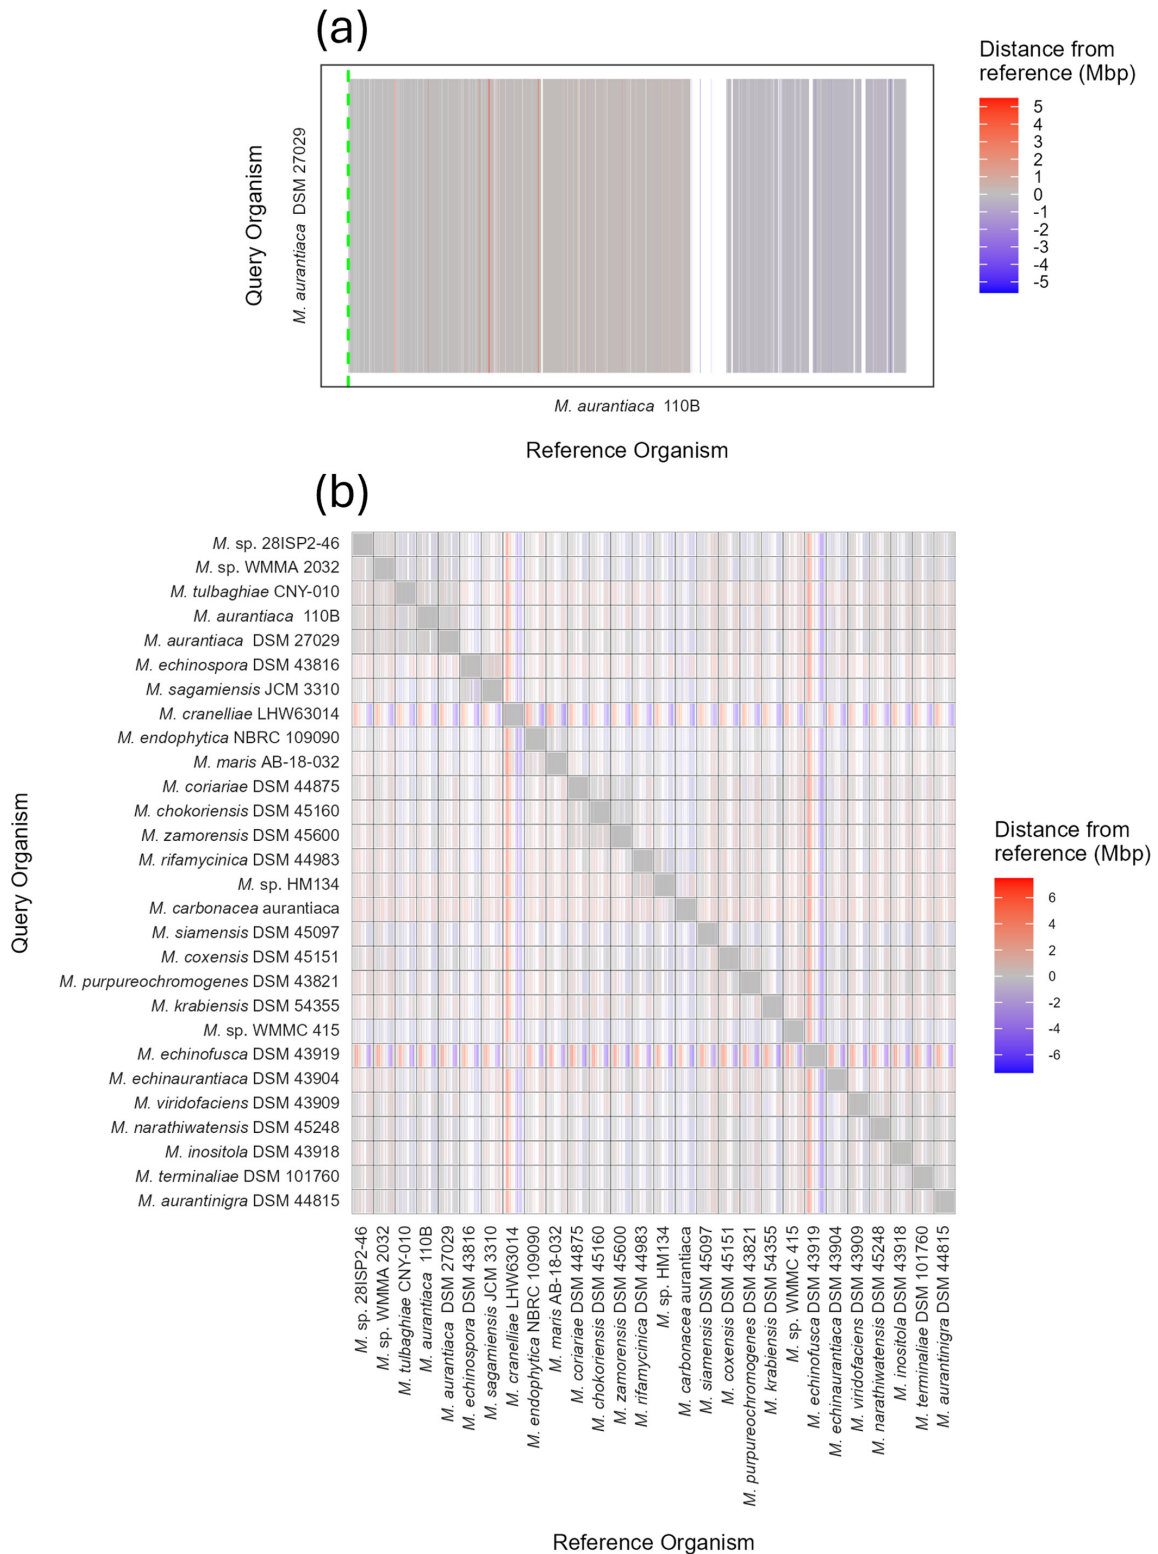 (a)
Distance from
reference (Mbp)
5
4
3
2
1
0
-1
-2
-3
-4
-5
Query Organism
M. aurantiaca DSM 27029
M. aurantiaca 110B
Reference Organism
(b)
M. sp. 28ISP2-46
M. sp. WMMA 2032
M. tulbaghiae CNY-010
M. aurantiaca 110B
M. aurantiaca DSM 27029
M. echinospora DSM 43816
M. sagamiensis JCM 3310
M. cranelliae LHW63014
M. endophytica NBRC 109090
M. maris AB-18-032
M. coriariae DSM 44875
M. chokoriensis DSM 45160
M. zamorensis DSM 45600
M. rifamycinica DSM 44983
M. sp. HM134
M. carbonacea aurantiaca
M. siamensis DSM 45097
M. coxensis DSM 45151
M. purpureochromogenes DSM 43821
M. krabiensis DSM 54355
M. sp. WMMC 415
M. echinofusca DSM 43919
M. echinaurantiaca DSM 43904
M. viridofaciens DSM 43909
M. narathiwatensis DSM 45248
M. inositola DSM 43918
M. terminaliae DSM 101760
M. aurantinigra DSM 44815
Query Organism
Distance from
reference (Mbp)
6
4
2
0
-2
-4
-6
M. sp. 28ISP2-46
M. sp. WMMA 2032
M. tulbaghiae CNY-010
M. aurantiaca 110B
M. aurantiaca DSM 27029
M. echinospora DSM 43816
M. sagamiensis JCM 3310
M. cranelliae LHW63014
M. endophytica NBRC 109090
M. maris AB-18-032
M. coriariae DSM 44875
M. chokoriensis DSM 45160
M. zamorensis DSM 45600
M. rifamycinica DSM 44983
M. sp. HM134
M. carbonacea aurantiaca
M. siamensis DSM 45097
M. coxensis DSM 45151
M. purpureochromogenes DSM 43821
M. krabiensis DSM 54355
M. sp. WMMC 415
M. echinofusca DSM 43919
M. echinaurantiaca DSM 43904
M. viridofaciens DSM 43909
M. narathiwatensis DSM 45248
M. inositola DSM 43918
M. terminaliae DSM 101760
M. aurantinigra DSM 44815
Reference Organism